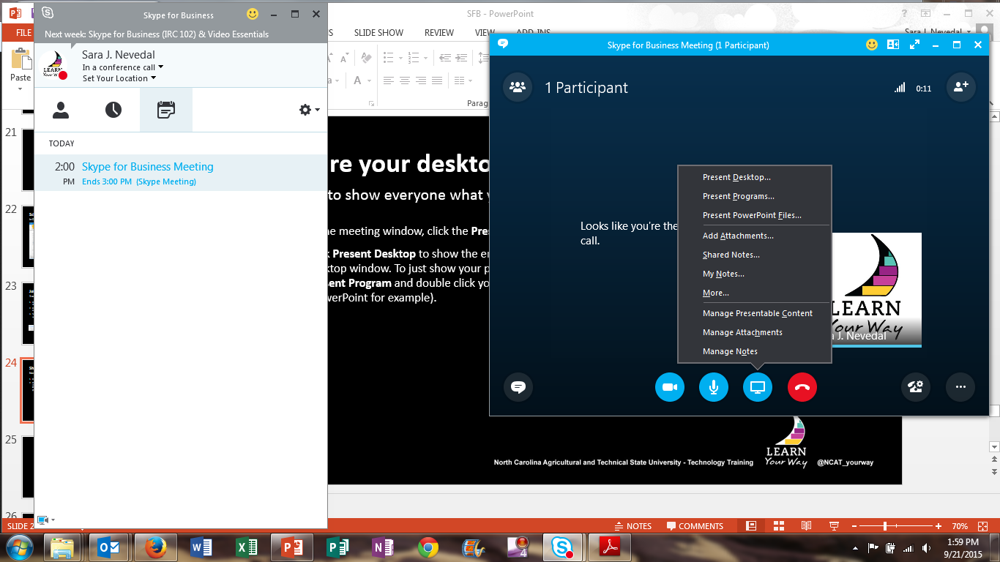 SFB - PowerPoint
FILE
SLIDE SHOW
REVIEW
VIEW
ADD-INS
Sara J. Nevedal
Paste
Parag
Skype for Business
Next week: Skype for Business (IRC 102) & Video Essentials
Sara J. Nevedal
In a conference call
Set Your Location
TODAY
2:00 PM
Skype for Business Meeting
Ends 3:00 PM (Skype Meeting)
21
22
23
24
25
26
re your deskto
to show everyone what y
e meeting window, click the Pres
k Present Desktop to show the en
ktop window. To just show your p
sent Program and double click yo
werPoint for example).
North Carolina Agricultural and Technical State University - Technology Training
LEARN
Your Way
@NCAT_yourway
Skype for Business Meeting (1 Participant)
1 Participant
0:11
Looks like you're the
call.
Present Desktop...
Present Programs...
Present PowerPoint Files...
Add Attachments...
Shared Notes...
My Notes...
More...
Manage Presentable Content
Manage Attachments
Manage Notes
LEARN
Your Way
J. Nevedal
SLIDE 2
NOTES
COMMENTS
70%
1:59 PM
9/21/2015